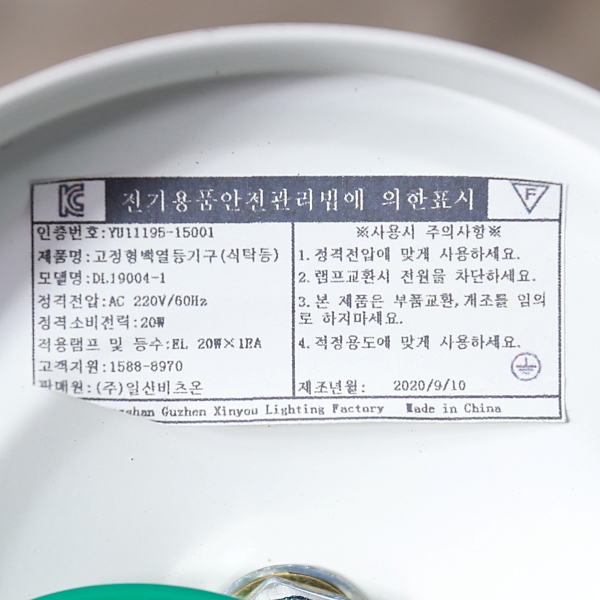 KC 전기용품안전관리법에 의한표시 F
인증번호:YU11195-15001
제품명:고정형백열등기구(식탁등)
모델명:DL19004-1
정격전압:AC 220V/60Hz
정격소비전력:20W
적용램프 및 등수:EL 20W×1EA
고객지원:1588-8970
판매원:(주)일산비츠온
※사용시 주의사항※
1.정격전압에 맞게 사용하세요.
2.램프교환시 전원을 차단하세요.
3.본 제품은 부품교환,개조를 임의
로 하지마세요.
4.적정용도에 맞게 사용하세요.
제조년월: 2020/9/10
Guzhen Xinyou Lighting Factory Made in China